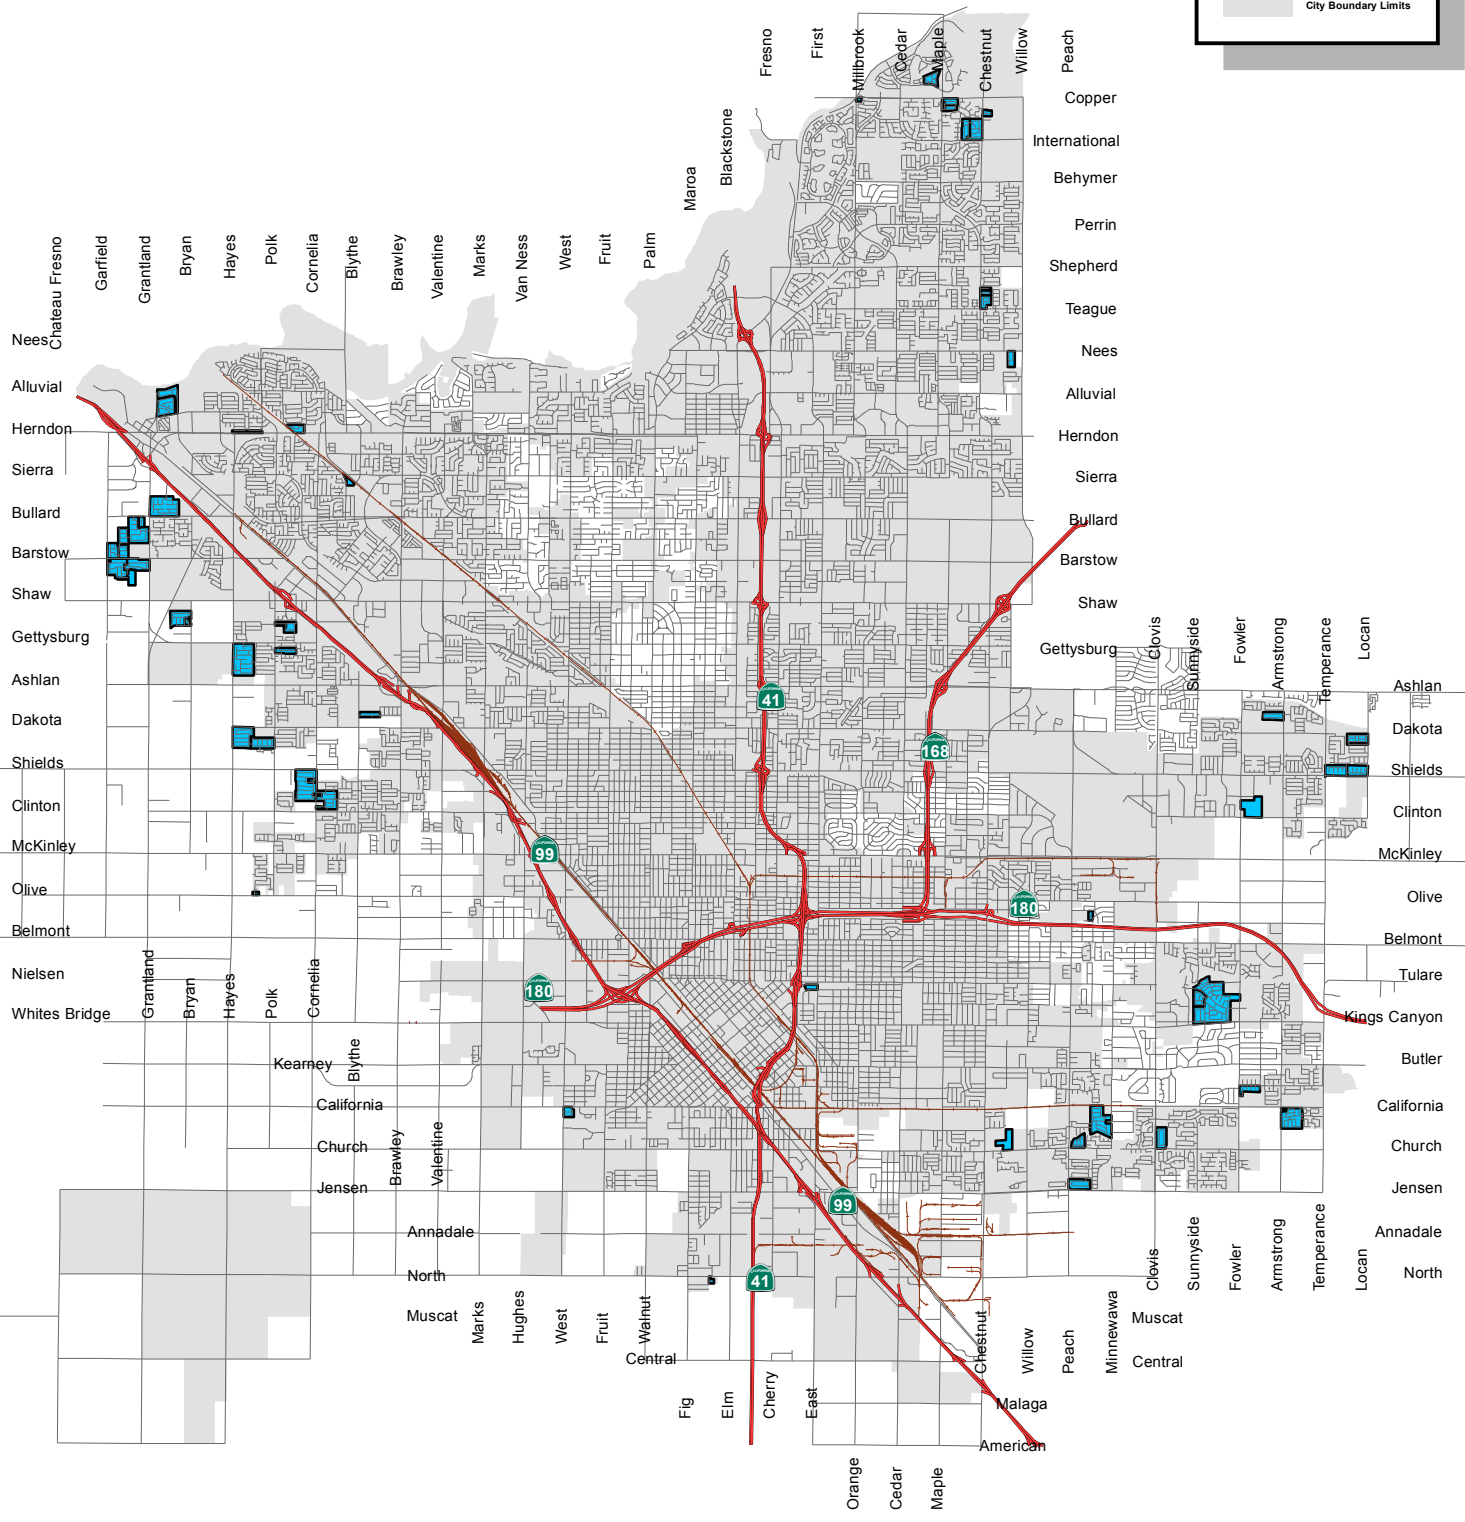 City Boundary Limits
Fresno
First
Millbrook
Cedar
Maple
Chestnut
Willow
Peach
Copper
International
Behymer
Perrin
Shepherd
Teague
Nees
Alluvial
Herndon
Sierra
Bullard
Barstow
Shaw
Gettysburg
Blackstone
Maroa
Chateau Fresno
Garfield
Grantland
Bryan
Hayes
Polk
Cornelia
Blythe
Brawley
Valentine
Marks
Van Ness
West
Fruit
Palm
Nees
Alluvial
Herndon
Sierra
Bullard
Barstow
Shaw
Gettysburg
Ashlan
Dakota
Shields
Clinton
McKinley
Olive
Belmont
Nielsen
Whites Bridge
Clovis
Sunnyside
Fowler
Armstrong
Temperance
Locan
Ashlan
Dakota
Shields
Clinton
McKinley
Olive
Belmont
Tulare
Kings Canyon
Butler
California
Church
Jensen
Annadale
North
CALIFORNIA
41
CALIFORNIA
168
CALIFORNIA
99
CALIFORNIA
180
CALIFORNIA
180
CALIFORNIA
99
CALIFORNIA
41
Grantland
Bryan
Hayes
Polk
Cornelia
Kearney
Blythe
California
Church
Brawley
Valentine
Jensen
Annadale
North
Muscat
Marks
Hughes
West
Fruit
Walnut
Central
Fig
Elm
Cherry
East
Orange
Cedar
Maple
Chestnut
Willow
Peach
Minnewawa
Clovis
Sunnyside
Fowler
Armstrong
Temperance
Locan
Muscat
Central
Malaga
American